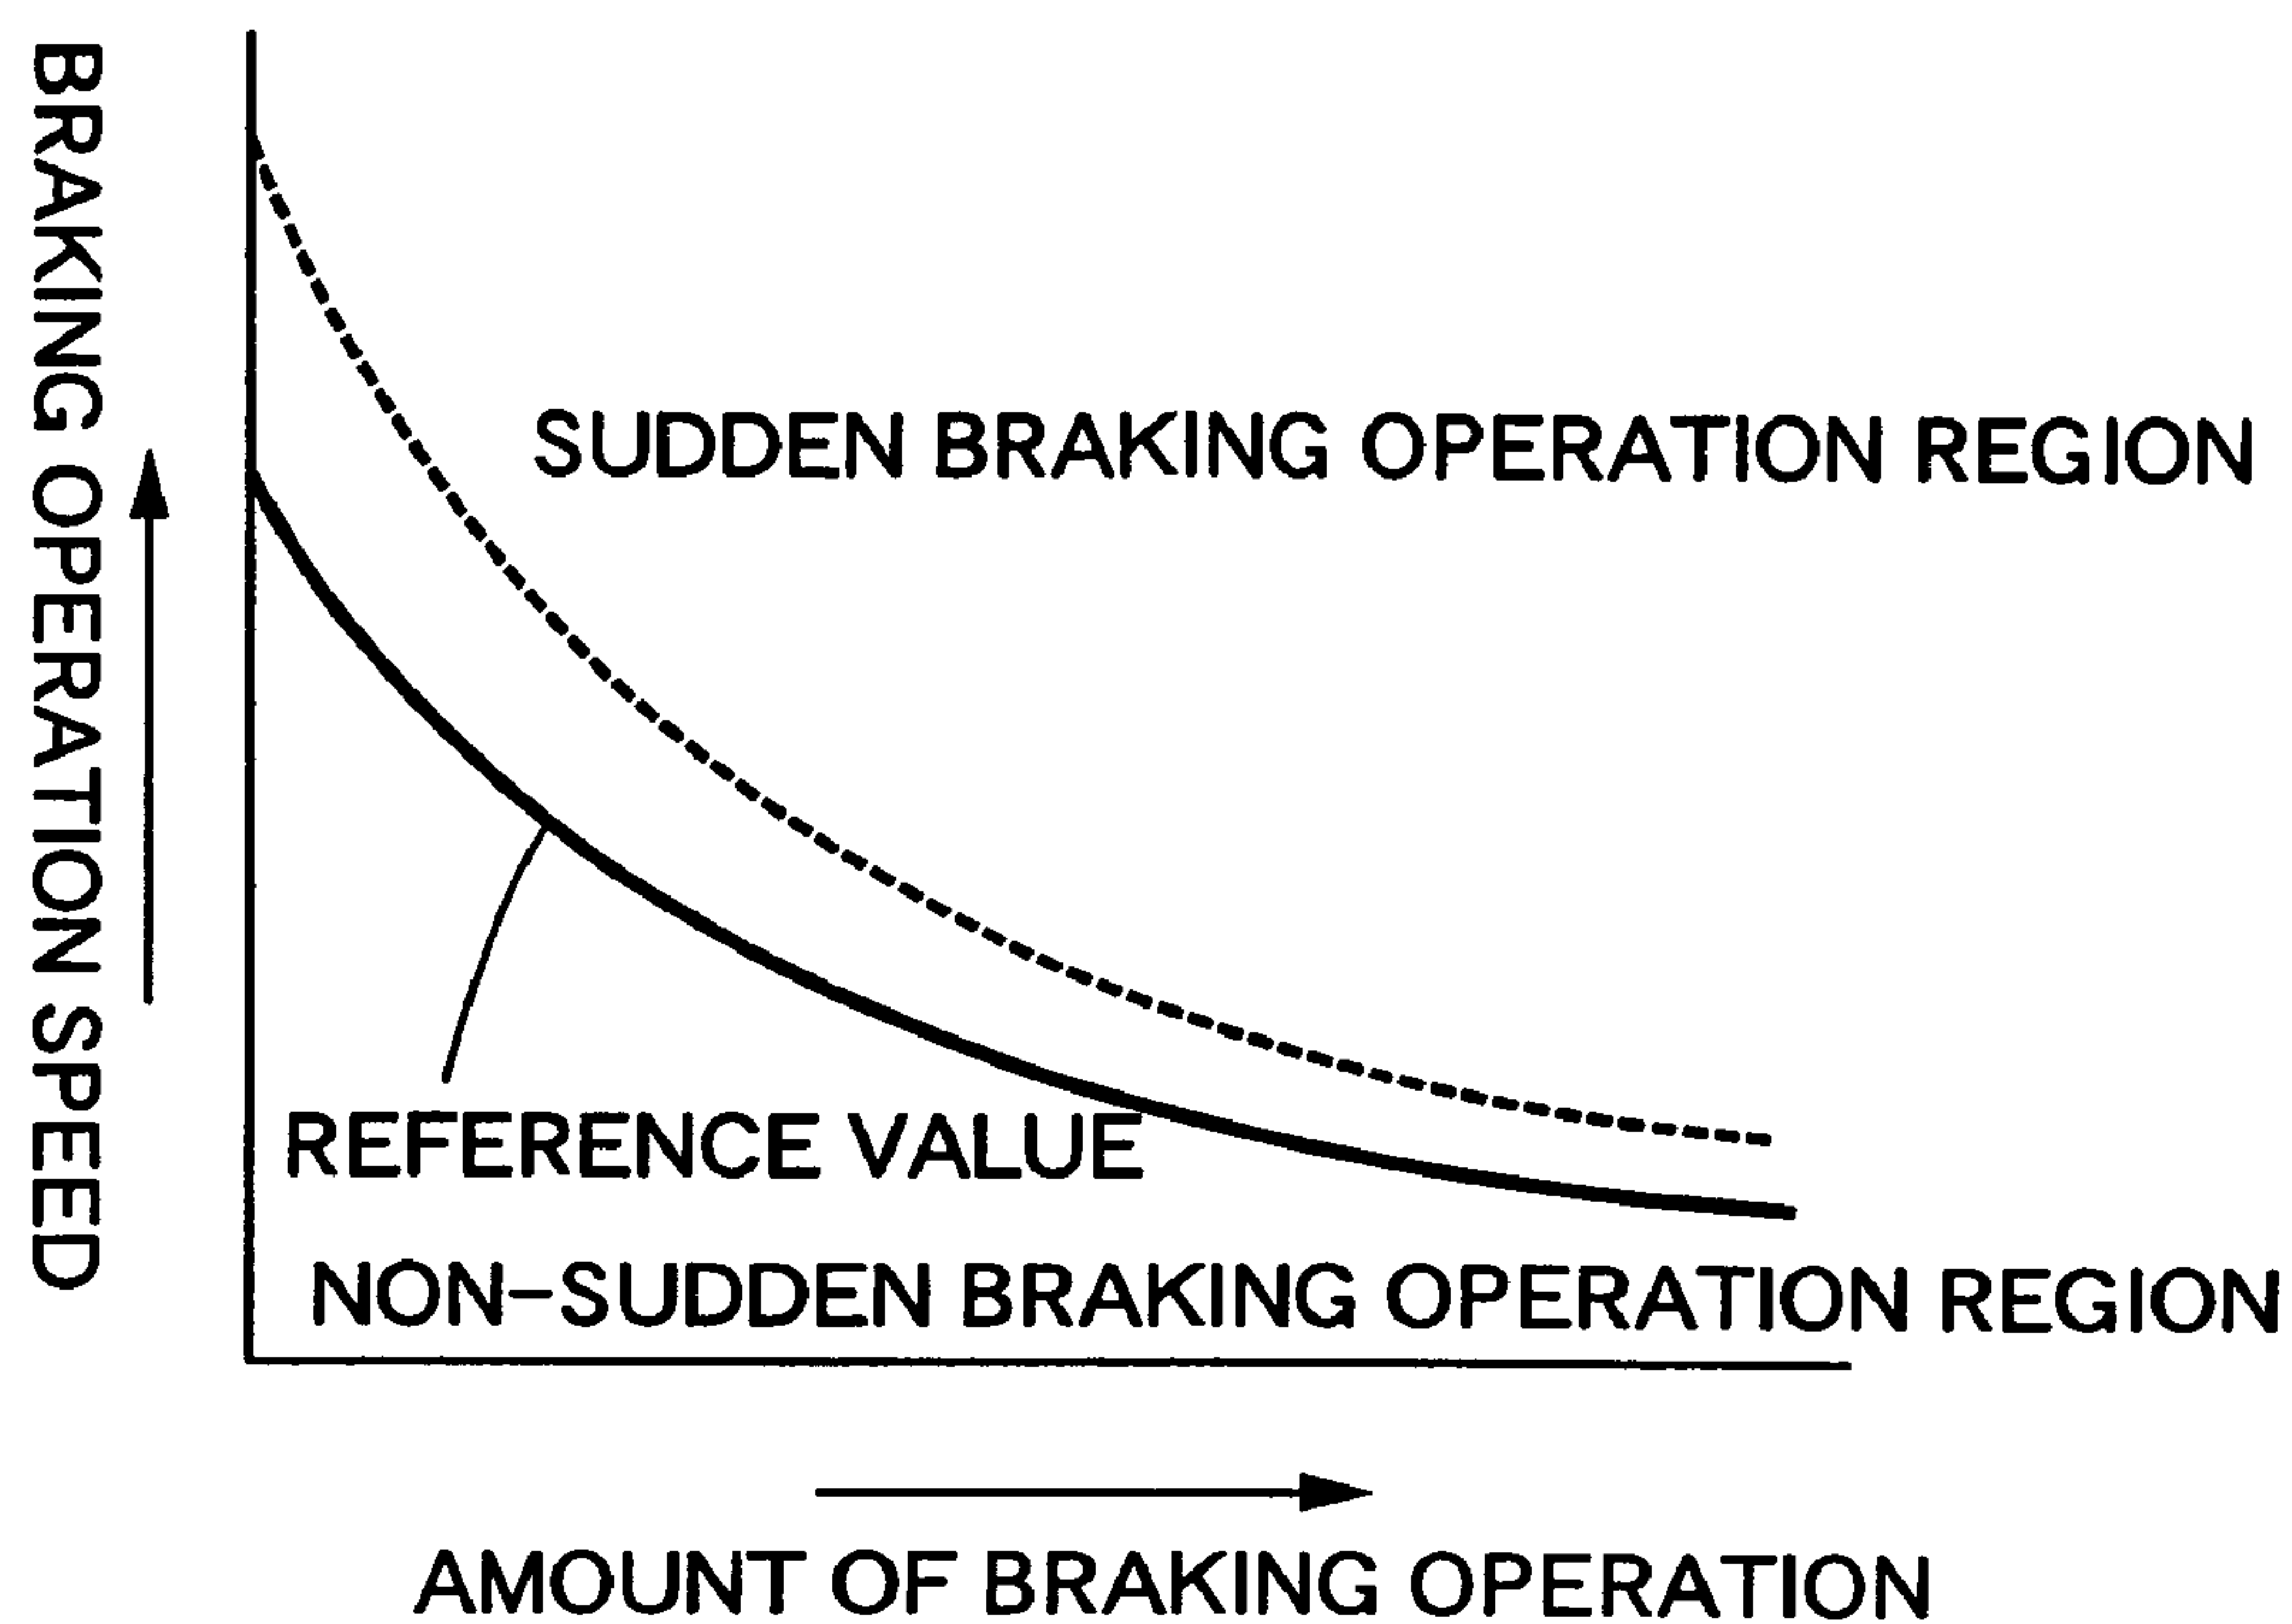 BRAKING OPERATION SPEED
SUDDEN BRAKING OPERATION REGION
REFERENCE VALUE
NON-SUDDEN BRAKING OPERATION REGION
AMOUNT OF BRAKING OPERATION